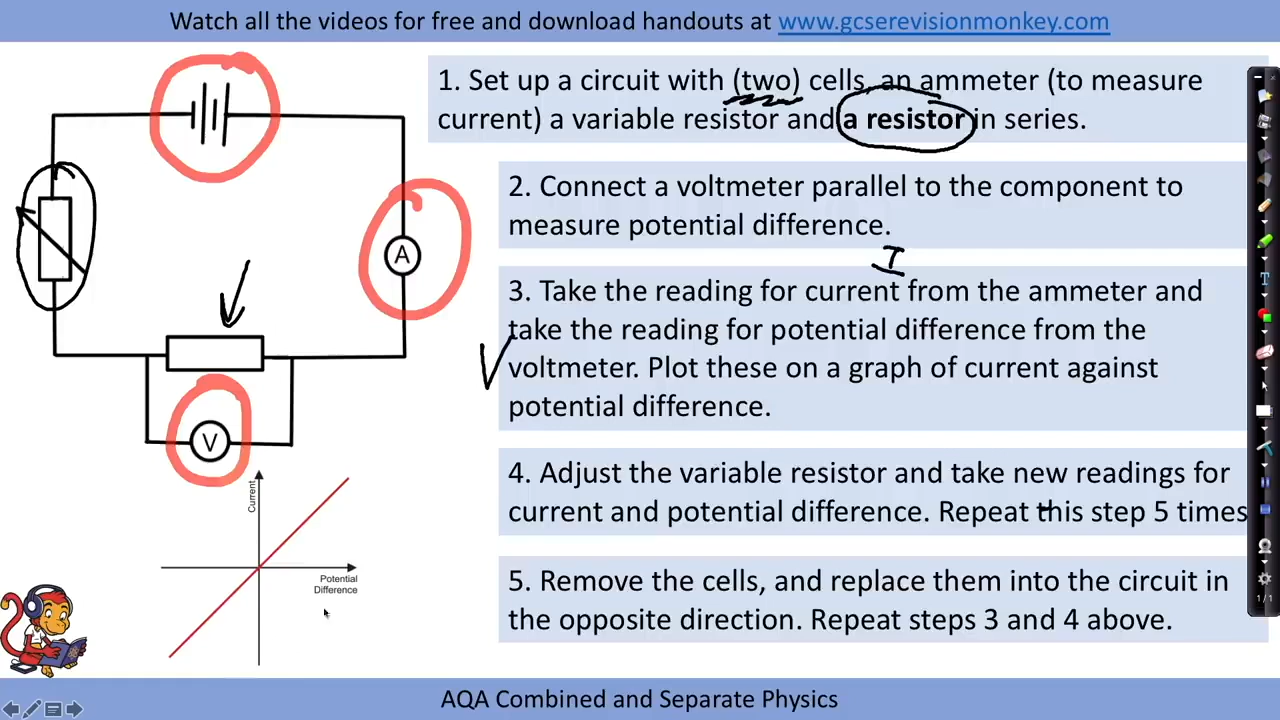 Watch all the videos for free and download handouts at www.gcserevisionmonkey.com
1. Set up a circuit with (two) cells, an ammeter (to measure
current) a variable resistor and a resistor in series.
2. Connect a voltmeter parallel to the component to
measure potential difference.
I
3. Take the reading for current from the ammeter and
take the reading for potential difference from the
V
voltmeter. Plot these on a graph of current against
potential difference.
4. Adjust the variable resistor and take new readings for
current and potential difference. Repeat this step 5 times
5. Remove the cells, and replace them into the circuit in
the opposite direction. Repeat steps 3 and 4 above.
A
V
Current
Potential
Difference
T
1/1
AQA Combined and Separate Physics